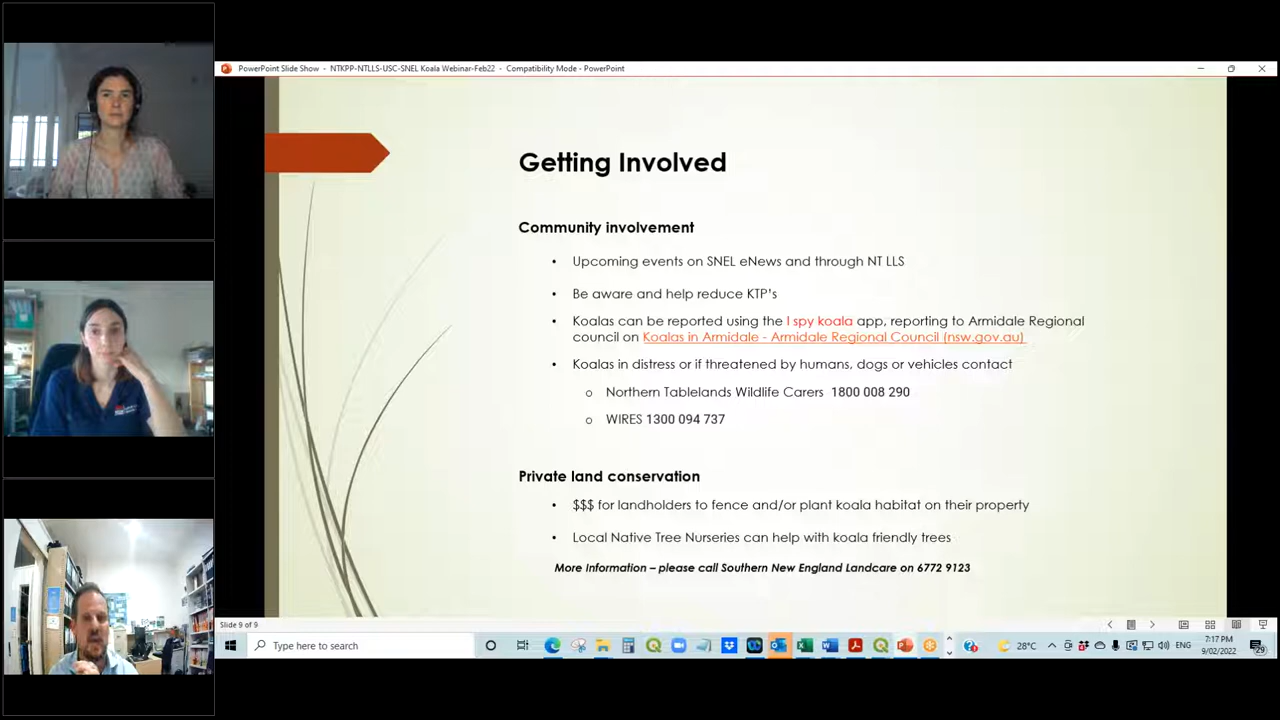 PowerPoint Slide Show - NTKPP-NTLLS-USC-SNEL Koala Webinar-Feb22 - Compatibility Mode - PowerPoint
Getting Involved
Community involvement
• Upcoming events on SNEL eNews and through NT LLS
• Be aware and help reduce KTP's
• Koalas can be reported using the I spy koala app, reporting to Armidale Regional
council on Koalas in Armidale - Armidale Regional Council (nsw.gov.au)
• Koalas in distress or if threatened by humans, dogs or vehicles contact
o Northern Tablelands Wildlife Carers 1800 008 290
o WIRES 1300 094 737
Private land conservation
• $$$ for landholders to fence and/or plant koala habitat on their property
• Local Native Tree Nurseries can help with koala friendly trees
More Information – please call Southern New England Landcare on 6772 9123
Slide 9 of 9
Type here to search
28°C
ENG
7:17 PM
9/02/2022
29